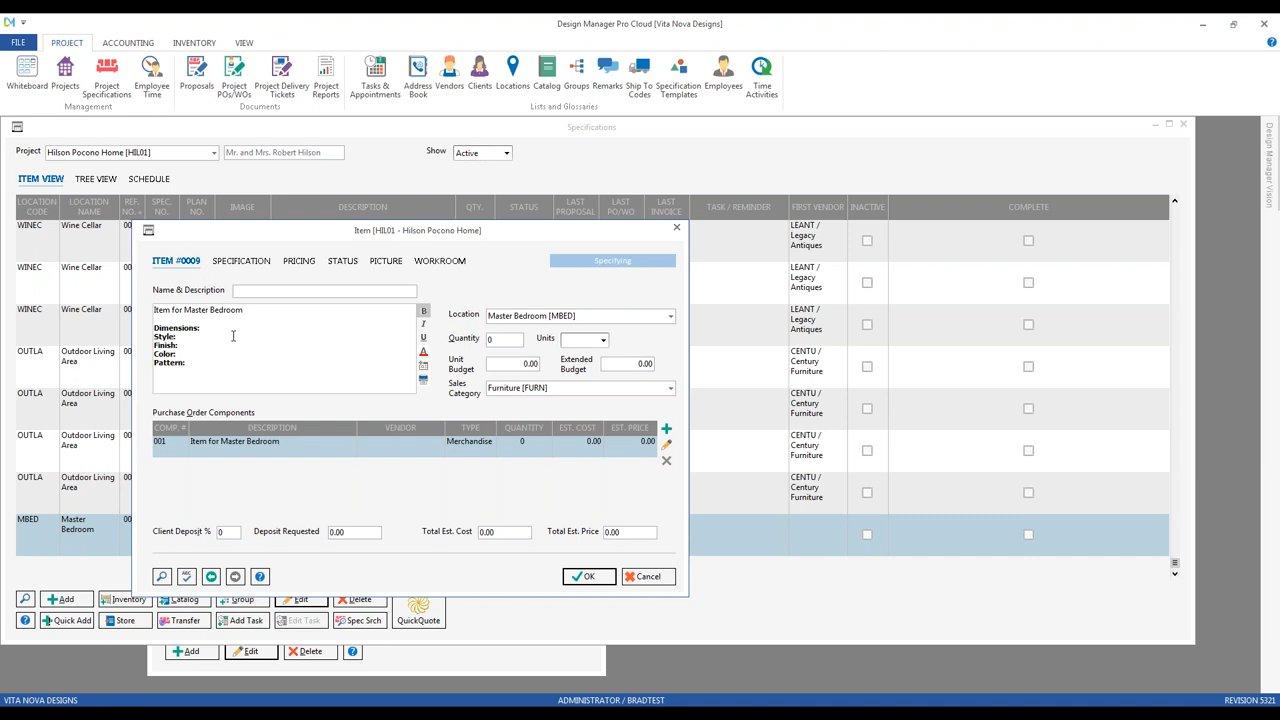 Design Manager Pro Cloud [Vita Nova Designs]
FILE PROJECT ACCOUNTING INVENTORY VIEW
Whiteboard Projects Project Specifications Employee Time
Management
Proposals Project POs/WOs Project Delivery Tickets Project Reports
Documents
Tasks & Appointments Address Book Vendors Clients Locations Catalog Groups Remarks Ship To Codes Specification Templates Employees Time Activities
Lists and Glossaries
Design Manager Vision
Specifications
Project Hilson Pocono Home [HIL01] Mr. and Mrs. Robert Hilson Show Active
ITEM VIEW TREE VIEW SCHEDULE
LOCATION CODE LOCATION NAME REF. NO. SPEC. NO. PLAN NO. IMAGE DESCRIPTION QTY. STATUS LAST PROPOSAL LAST PO/WO LAST INVOICE TASK / REMINDER FIRST VENDOR INACTIVE COMPLETE
WINEC Wine Cellar 00 LEANT / Legacy Antiques
WINEC Wine Cellar 00 LEANT / Legacy Antiques
WINEC Wine Cellar 00 LEANT / Legacy Antiques
OUTLA Outdoor Living Area 00 CENTU / Century Furniture
OUTLA Outdoor Living Area 00 CENTU / Century Furniture
OUTLA Outdoor Living Area 00 CENTU / Century Furniture
OUTLA Outdoor Living Area 00 CENTU / Century Furniture
MBED Master Bedroom 00
Item [HIL01 - Hilson Pocono Home]
ITEM #0009 SPECIFICATION PRICING STATUS PICTURE WORKROOM Specifying
Name & Description
Item for Master Bedroom
Dimensions:
Style:
Finish:
Color:
Pattern:
B
I
U
A
Location Master Bedroom [MBED]
Quantity 0 Units
Unit Budget 0.00 Extended Budget 0.00
Sales Category Furniture [FURN]
Purchase Order Components
COMP. # DESCRIPTION VENDOR TYPE QUANTITY EST. COST EST. PRICE
001 Item for Master Bedroom Merchandise 0 0.00 0.00
Client Deposit % 0 Deposit Requested 0.00 Total Est. Cost 0.00 Total Est. Price 0.00
OK Cancel
Add Inventory Catalog Group Edit Delete
Quick Add Store Transfer Add Task Edit Task Spec Srch QuickQuote
Add Edit Delete
VITA NOVA DESIGNS ADMINISTRATOR / BRADTEST REVISION 5321